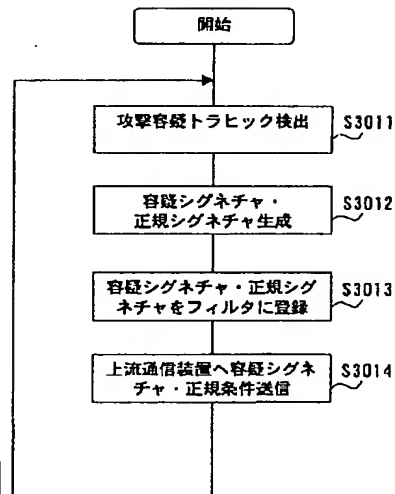 開始
攻撃容疑トラヒック検出
S3011
容疑シグネチャ・
正規シグネチャ生成
S3012
容疑シグネチャ・正規シグ
ネチャをフィルタに登録
S3013
上流通信装置へ容疑シグネ
チャ・正規条件送信
S3014